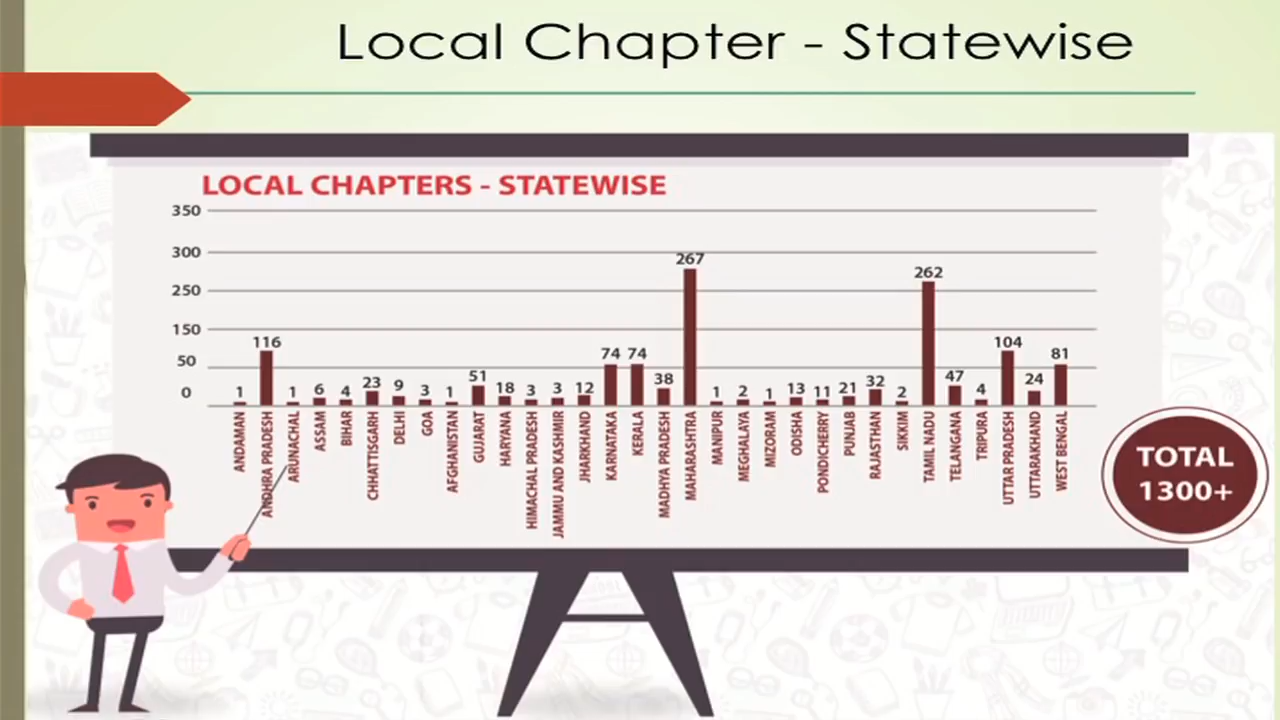 Local Chapter - Statewise
LOCAL CHAPTERS - STATEWISE
350
300
250
150
50
0
1
116
1
6
4
23
9
3
1
51
18
3
3
12
74
74
38
267
1
2
1
13
11
21
32
2
262
47
4
104
24
81
ANDAMAN
ANDHRA PRADESH
ARUNACHAL
ASSAM
BIHAR
CHHATTISGARH
DELHI
GOA
AFGHANISTAN
GUJARAT
HARYANA
HIMACHAL PRADESH
JAMMU AND KASHMIR
JHARKHAND
KARNATAKA
KERALA
MADHYA PRADESH
MAHARASHTRA
MANIPUR
MEGHALAYA
MIZORAM
ODISHA
PONDICHERRY
PUNJAB
RAJASTHAN
SIKKIM
TAMIL NADU
TELANGANA
TRIPURA
UTTAR PRADESH
UTTARAKHAND
WEST BENGAL
TOTAL
1300+